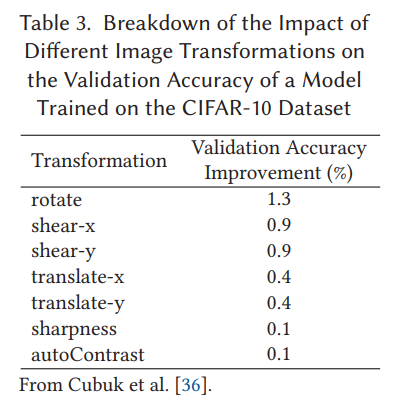 Table 3. Breakdown of the Impact of
Different Image Transformations on
the Validation Accuracy of a Model
Trained on the CIFAR-10 Dataset
Transformation Validation Accuracy
Improvement (%)
rotate 1.3
shear-x 0.9
shear-y 0.9
translate-x 0.4
translate-y 0.4
sharpness 0.1
autoContrast 0.1
From Cubuk et al. [36].